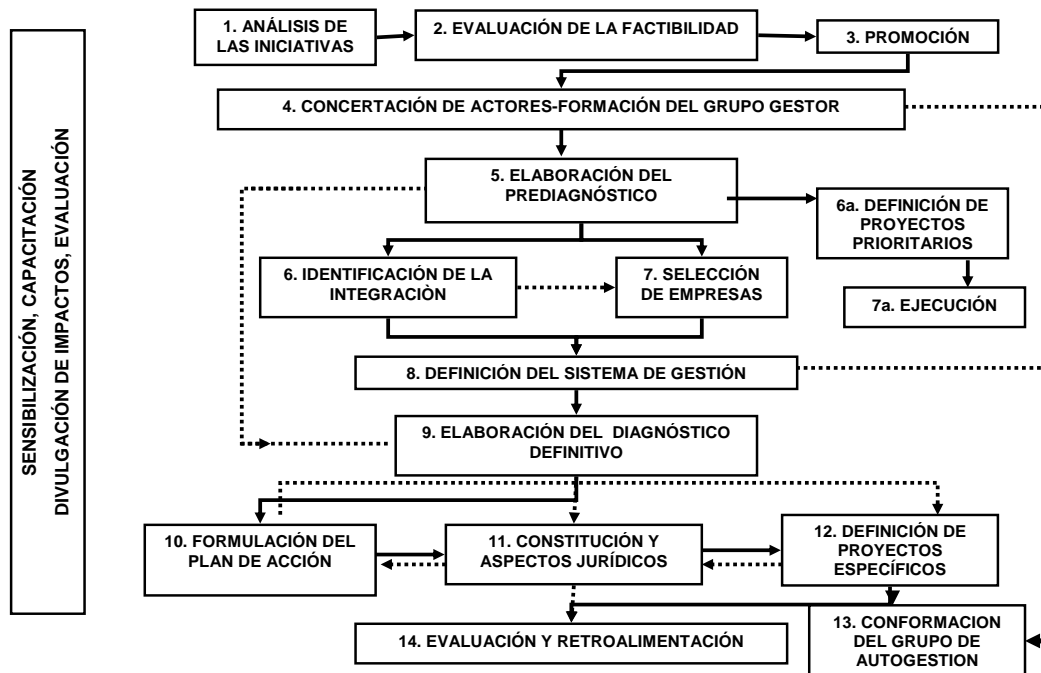 SENSIBILIZACIÓN, CAPACITACIÓN
DIVULGACIÓN DE IMPACTOS, EVALUACIÓN
1. ANÁLISIS DE
LAS INICIATIVAS
2. EVALUACIÓN DE LA FACTIBILIDAD
3. PROMOCIÓN
4. CONCERTACIÓN DE ACTORES-FORMACIÓN DEL GRUPO GESTOR
5. ELABORACIÓN DEL
PREDIAGNÓSTICO
6a. DEFINICIÓN DE
PROYECTOS
PRIORITARIOS
6. IDENTIFICACIÓN DE LA
INTEGRACIÒN
7. SELECCIÓN
DE EMPRESAS
7a. EJECUCIÓN
8. DEFINICIÓN DEL SISTEMA DE GESTIÓN
9. ELABORACIÓN DEL DIAGNÓSTICO
DEFINITIVO
10. FORMULACIÓN DEL
PLAN DE ACCIÓN
11. CONSTITUCIÓN Y
ASPECTOS JURÍDICOS
12. DEFINICIÓN DE
PROYECTOS
ESPECÍFICOS
14. EVALUACIÓN Y RETROALIMENTACIÓN
13. CONFORMACION
DEL GRUPO DE
AUTOGESTION